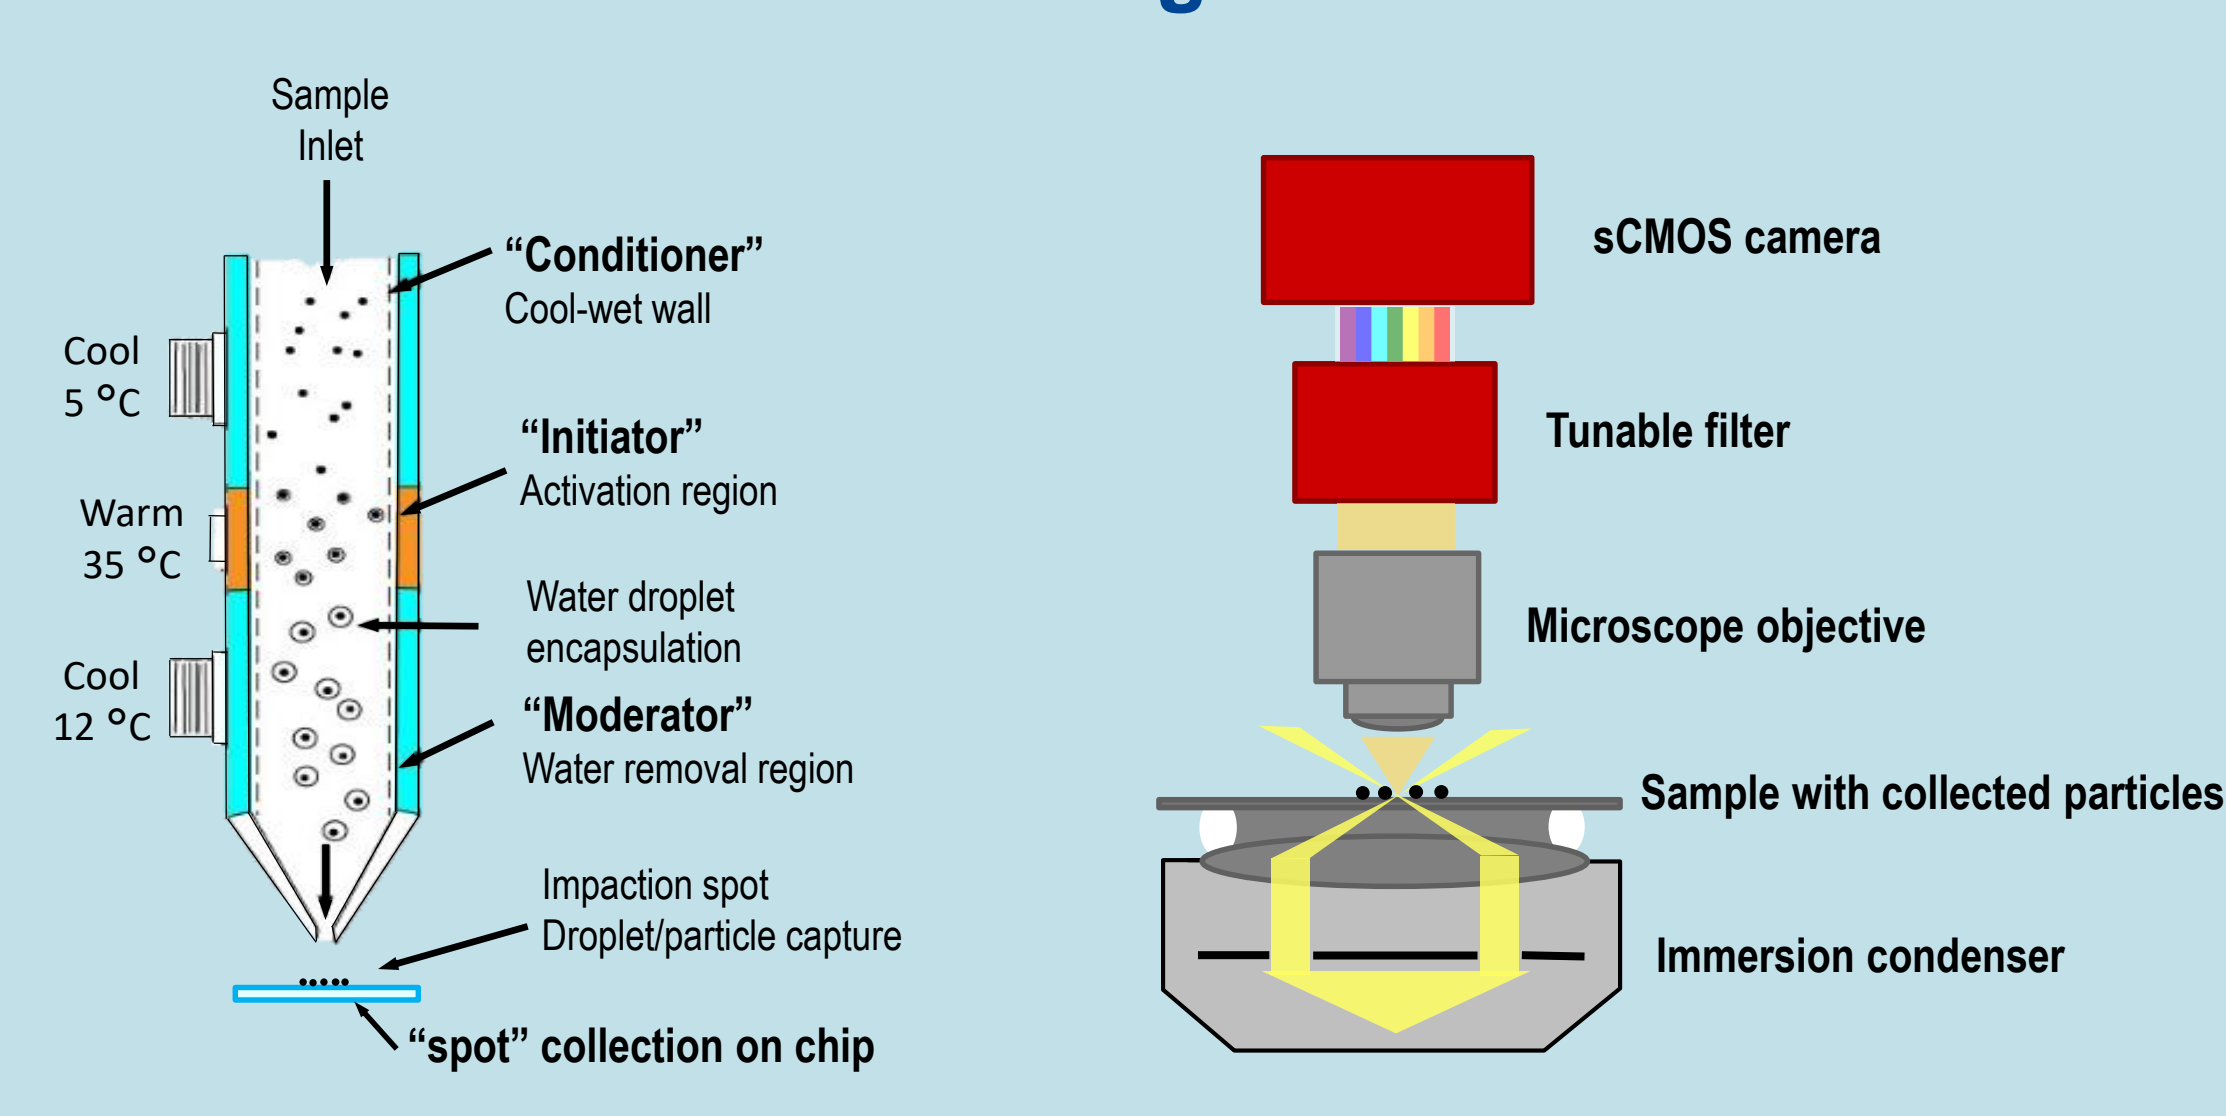 Sample
Inlet
“Conditioner”
Cool-wet wall
Cool
5 °C
“Initiator”
Activation region
Warm
35 °C
Water droplet
encapsulation
Cool
12 °C
“Moderator”
Water removal region
Impaction spot
Droplet/particle capture
“spot” collection on chip
sCMOS camera
Tunable filter
Microscope objective
Sample with collected particles
Immersion condenser